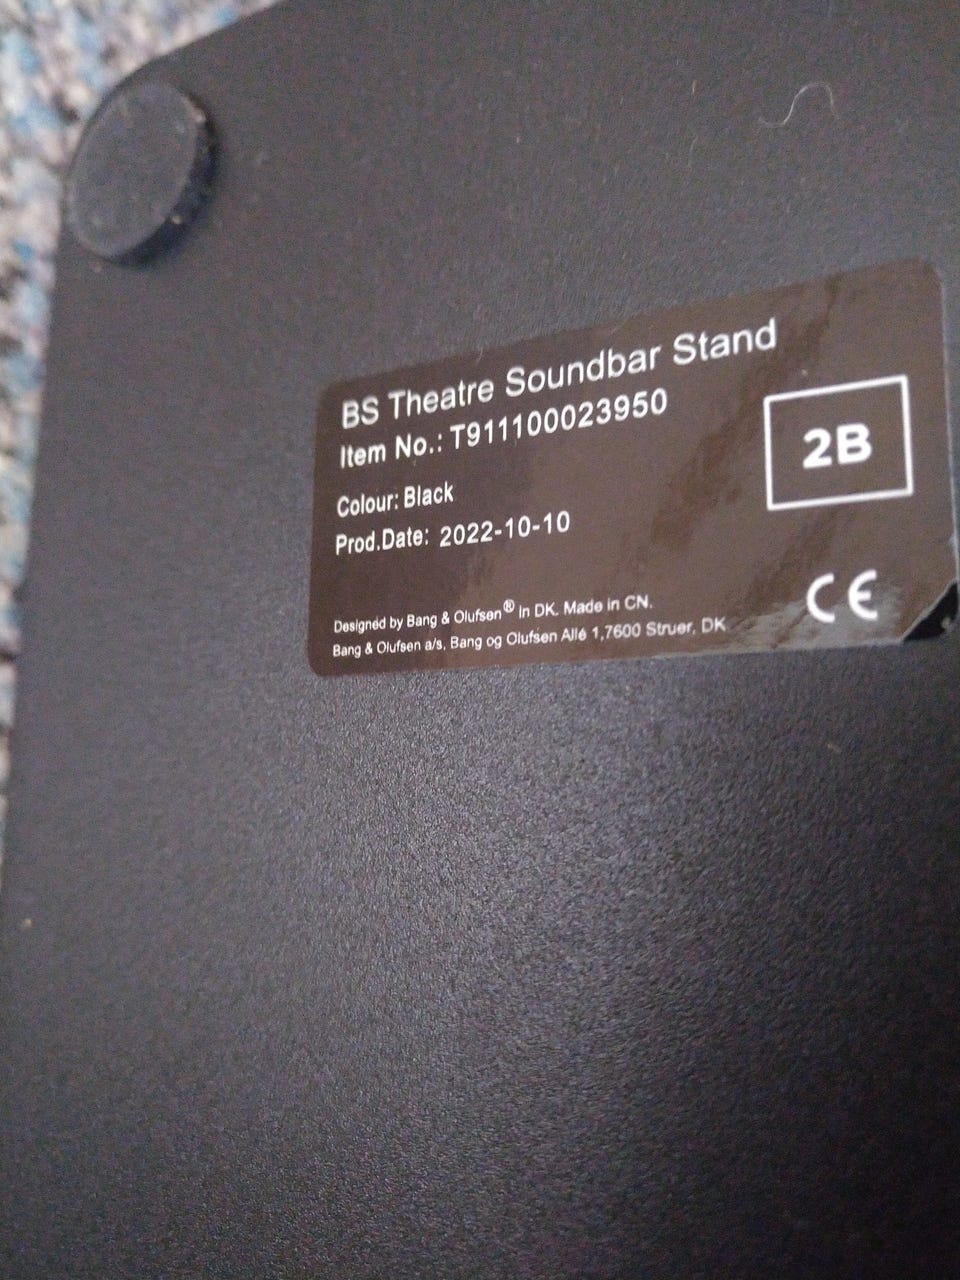 BS Theatre Soundbar Stand
Item No.: T911100023950
Colour: Black
Prod.Date: 2022-10-10
2B
Designed by Bang & Olufsen® in DK. Made in CN.
Bang & Olufsen a/s, Bang og Olufsen Allé 1,7600 Struer, DK
CE